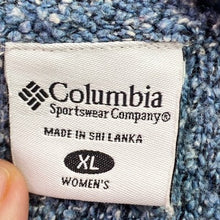 Columbia
Sportswear Company®
MADE IN SRI LANKA
XL
WOMEN'S